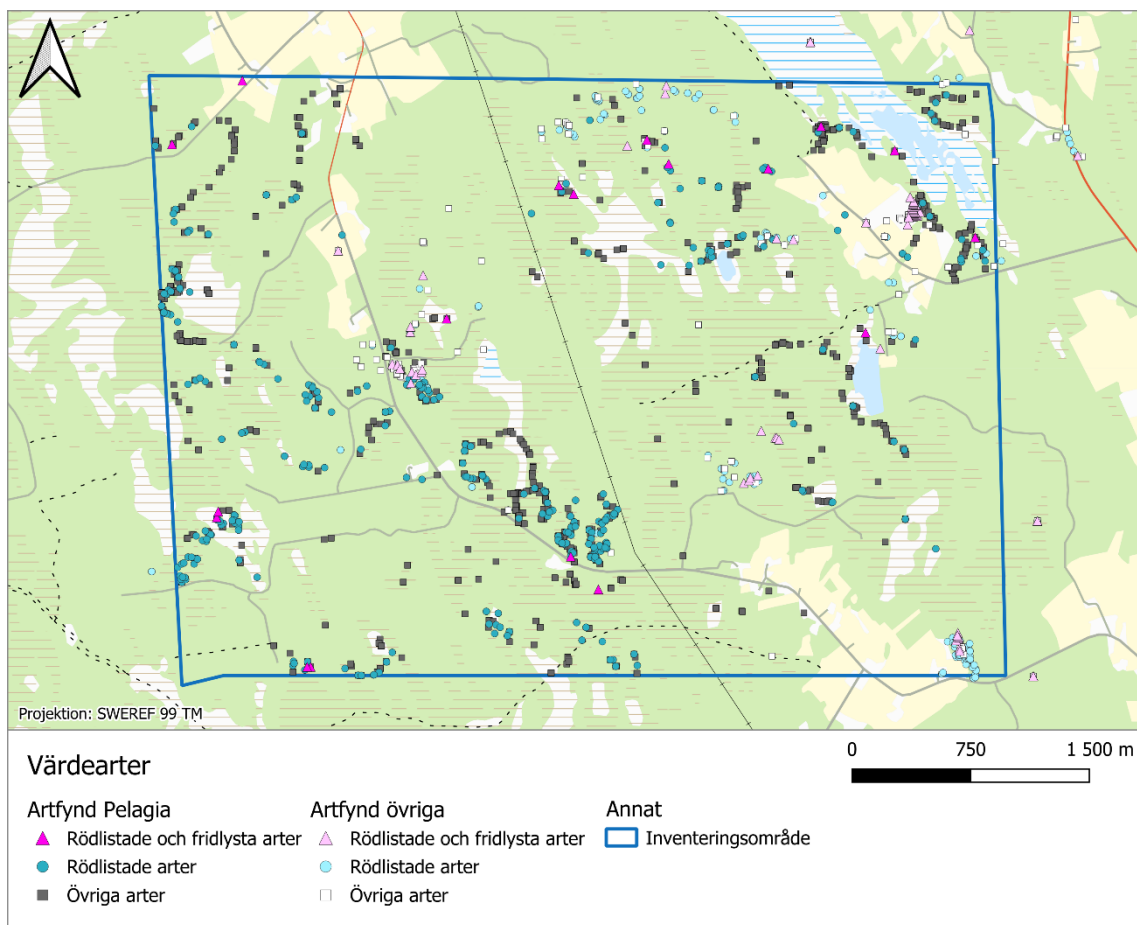 Projektion: SWEREF 99 TM
Värdearter
0 750 1 500 m
Artfynd Pelagia
Rödlistade och fridlysta arter
Rödlistade arter
Övriga arter
Artfynd övriga
Rödlistade och fridlysta arter
Rödlistade arter
Övriga arter
Annat
Inventeringsområde